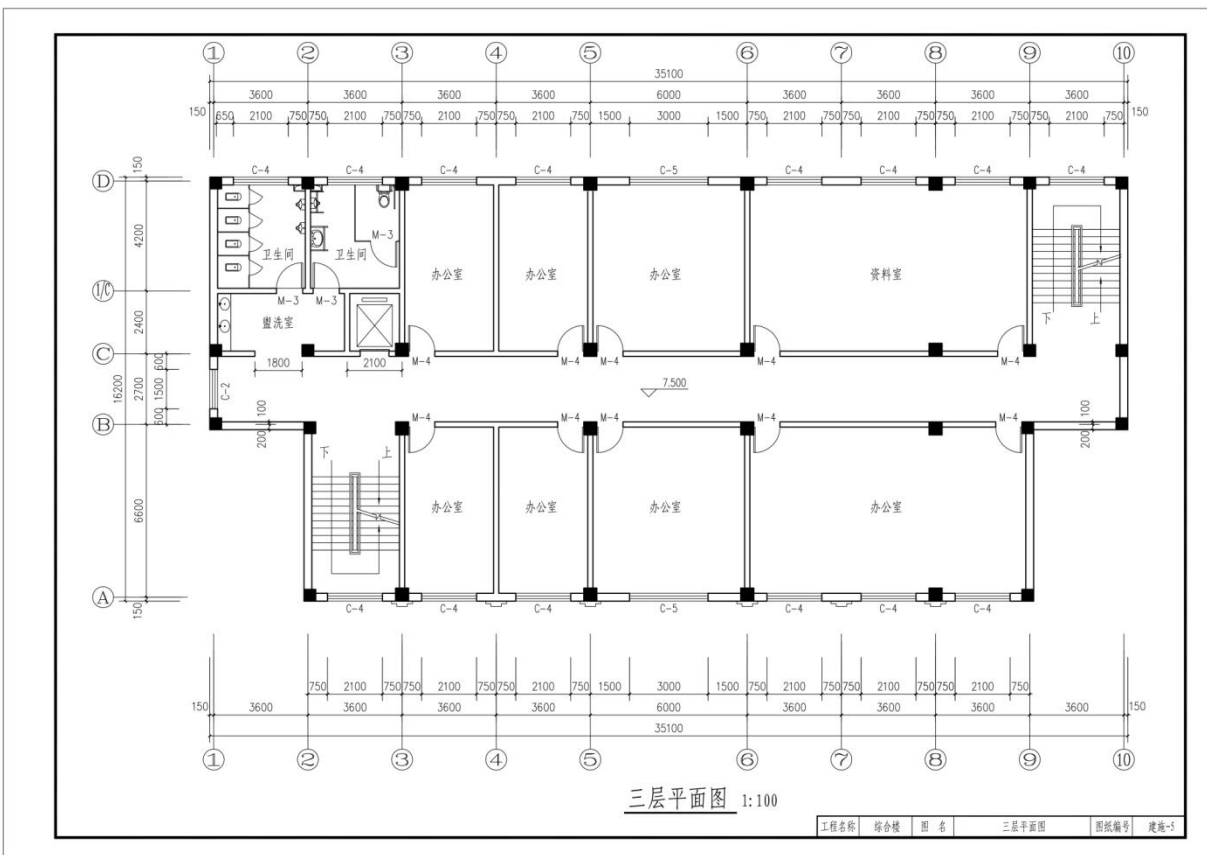 ① ② ③ ④ ⑤ ⑥ ⑦ ⑧ ⑨ ⑩
35100
3600 3600 3600 3600 6000 3600 3600 3600 3600
150 650 2100 750 750 2100 750 750 2100 750 750 2100 750 1500 3000 1500 750 2100 750 750 2100 750 750 2100 750 750 2100 750 150
C-4 C-4 C-4 C-4 C-5 C-4 C-4 C-4 C-4
D
150
4200
M-3
卫生间 卫生间
办公室 办公室 办公室 资料室
1/C
M-3 M-3
盥洗室
下 上
2400
C
M-4 M-4 M-4 M-4 M-4
1800 2100
600
16200 2700 1500
C-2
7.500
600
B
100
200
M-4 M-4 M-4 M-4 M-4
100
200
下 上
6600
办公室 办公室 办公室 办公室
A
150
C-4 C-4 C-4 C-5 C-4 C-4 C-4
750 2100 750 750 2100 750 750 2100 750 1500 3000 1500 750 2100 750 750 2100 750 750 2100 750
150 3600 3600 3600 3600 6000 3600 3600 3600 3600 150
35100
① ② ③ ④ ⑤ ⑥ ⑦ ⑧ ⑨ ⑩
三层平面图 1:100
工程名称 综合楼 图 名 三层平面图 图纸编号 建施-5